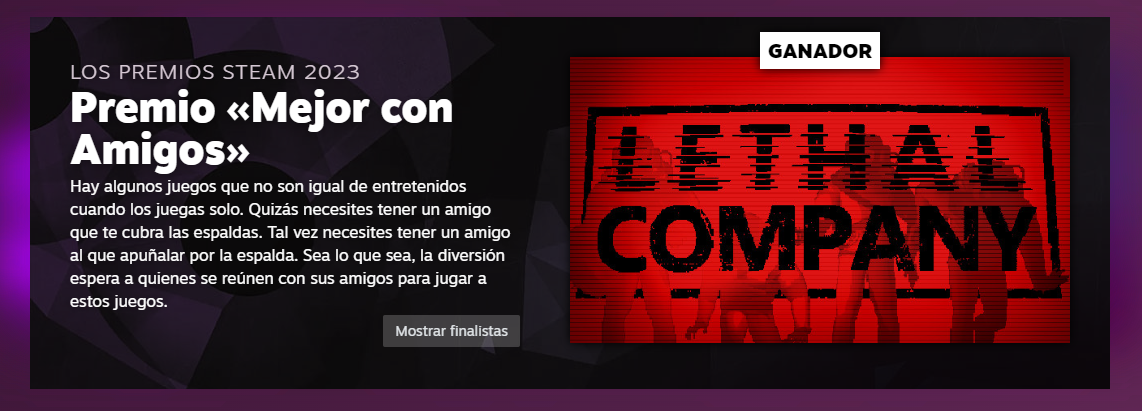 LOS PREMIOS STEAM 2023
Premio «Mejor con
Amigos»
Hay algunos juegos que no son igual de entretenidos
cuando los juegas solo. Quizás necesites tener un amigo
que te cubra las espaldas. Tal vez necesites tener un amigo
al que apuñalar por la espalda. Sea lo que sea, la diversión
espera a quienes se reúnen con sus amigos para jugar a
estos juegos.
Mostrar finalistas
GANADOR
LETHAL
COMPANY